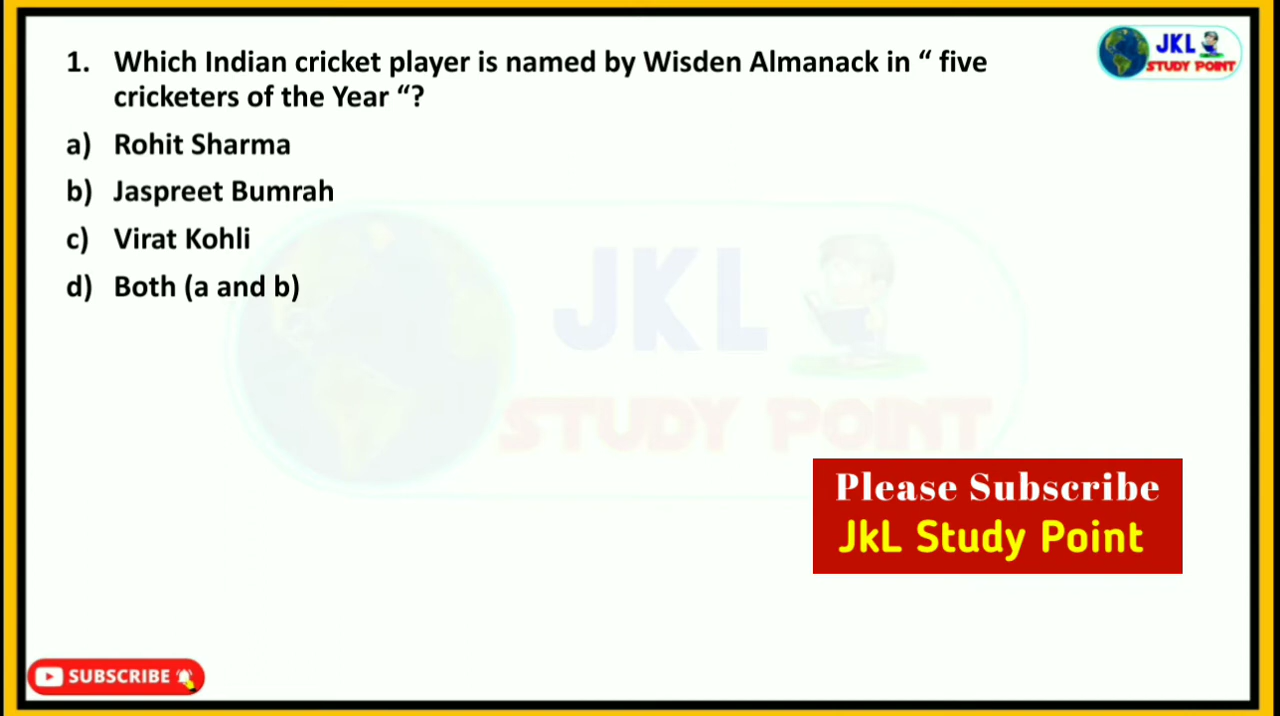 1. Which Indian cricket player is named by Wisden Almanack in “ five
cricketers of the Year “?
a) Rohit Sharma
b) Jaspreet Bumrah
c) Virat Kohli
d) Both (a and b)
JKL
STUDY POINT
JKL
STUDY POINT
Please Subscribe
JkL Study Point
SUBSCRIBE